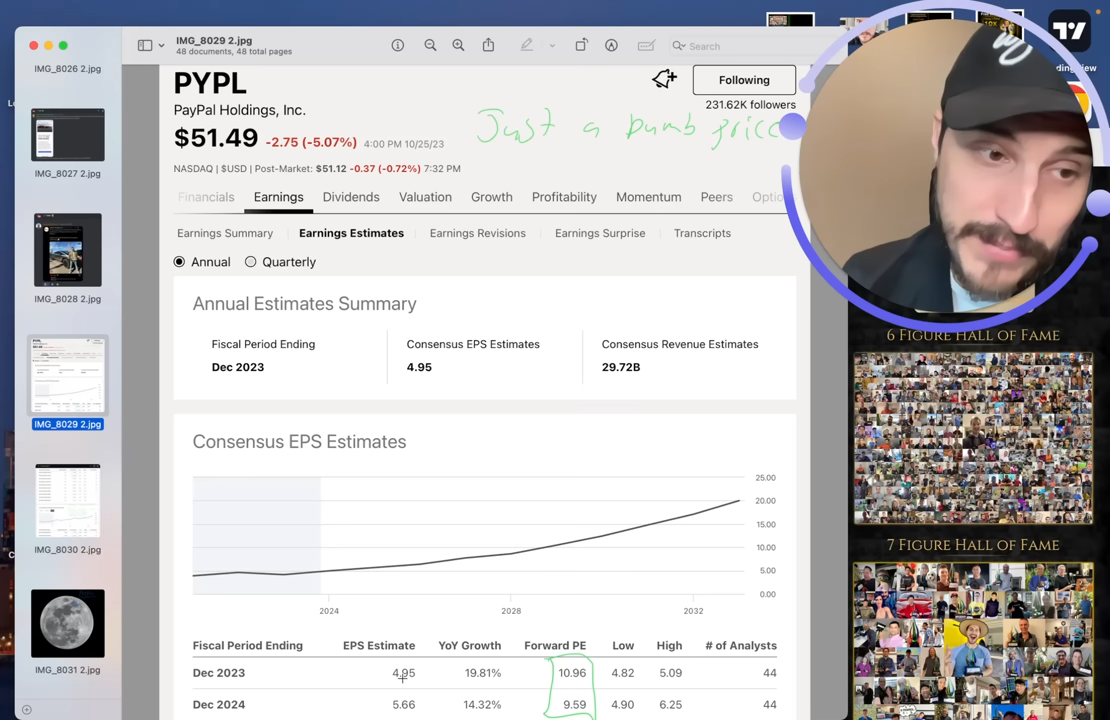 IMG_8029 2.jpg
48 documents, 48 total pages
Search
IMG_8026 2.jpg
IMG_8027 2.jpg
IMG_8028 2.jpg
IMG_8029 2.jpg
IMG_8030 2.jpg
IMG_8031 2.jpg
PYPL
Following
PayPal Holdings, Inc.
231.62K followers
Just a Dumb price
$51.49 -2.75 (-5.07%) 4:00 PM 10/25/23
NASDAQ | $USD | Post-Market: $51.12 -0.37 (-0.72%) 7:32 PM
Financials Earnings Dividends Valuation Growth Profitability Momentum Peers
Earnings Summary Earnings Estimates Earnings Revisions Earnings Surprise Transcripts
Annual Quarterly
Annual Estimates Summary
Fiscal Period Ending Consensus EPS Estimates Consensus Revenue Estimates
Dec 2023 4.95 29.72B
Consensus EPS Estimates
25.00
20.00
15.00
10.00
5.00
0.00
2024 2028 2032
Fiscal Period Ending EPS Estimate YoY Growth Forward PE Low High # of Analysts
Dec 2023 4.95 19.81% 10.96 4.82 5.09 44
Dec 2024 5.66 14.32% 9.59 4.90 6.25 44
6 Figure Hall of Fame
7 Figure Hall of Fame